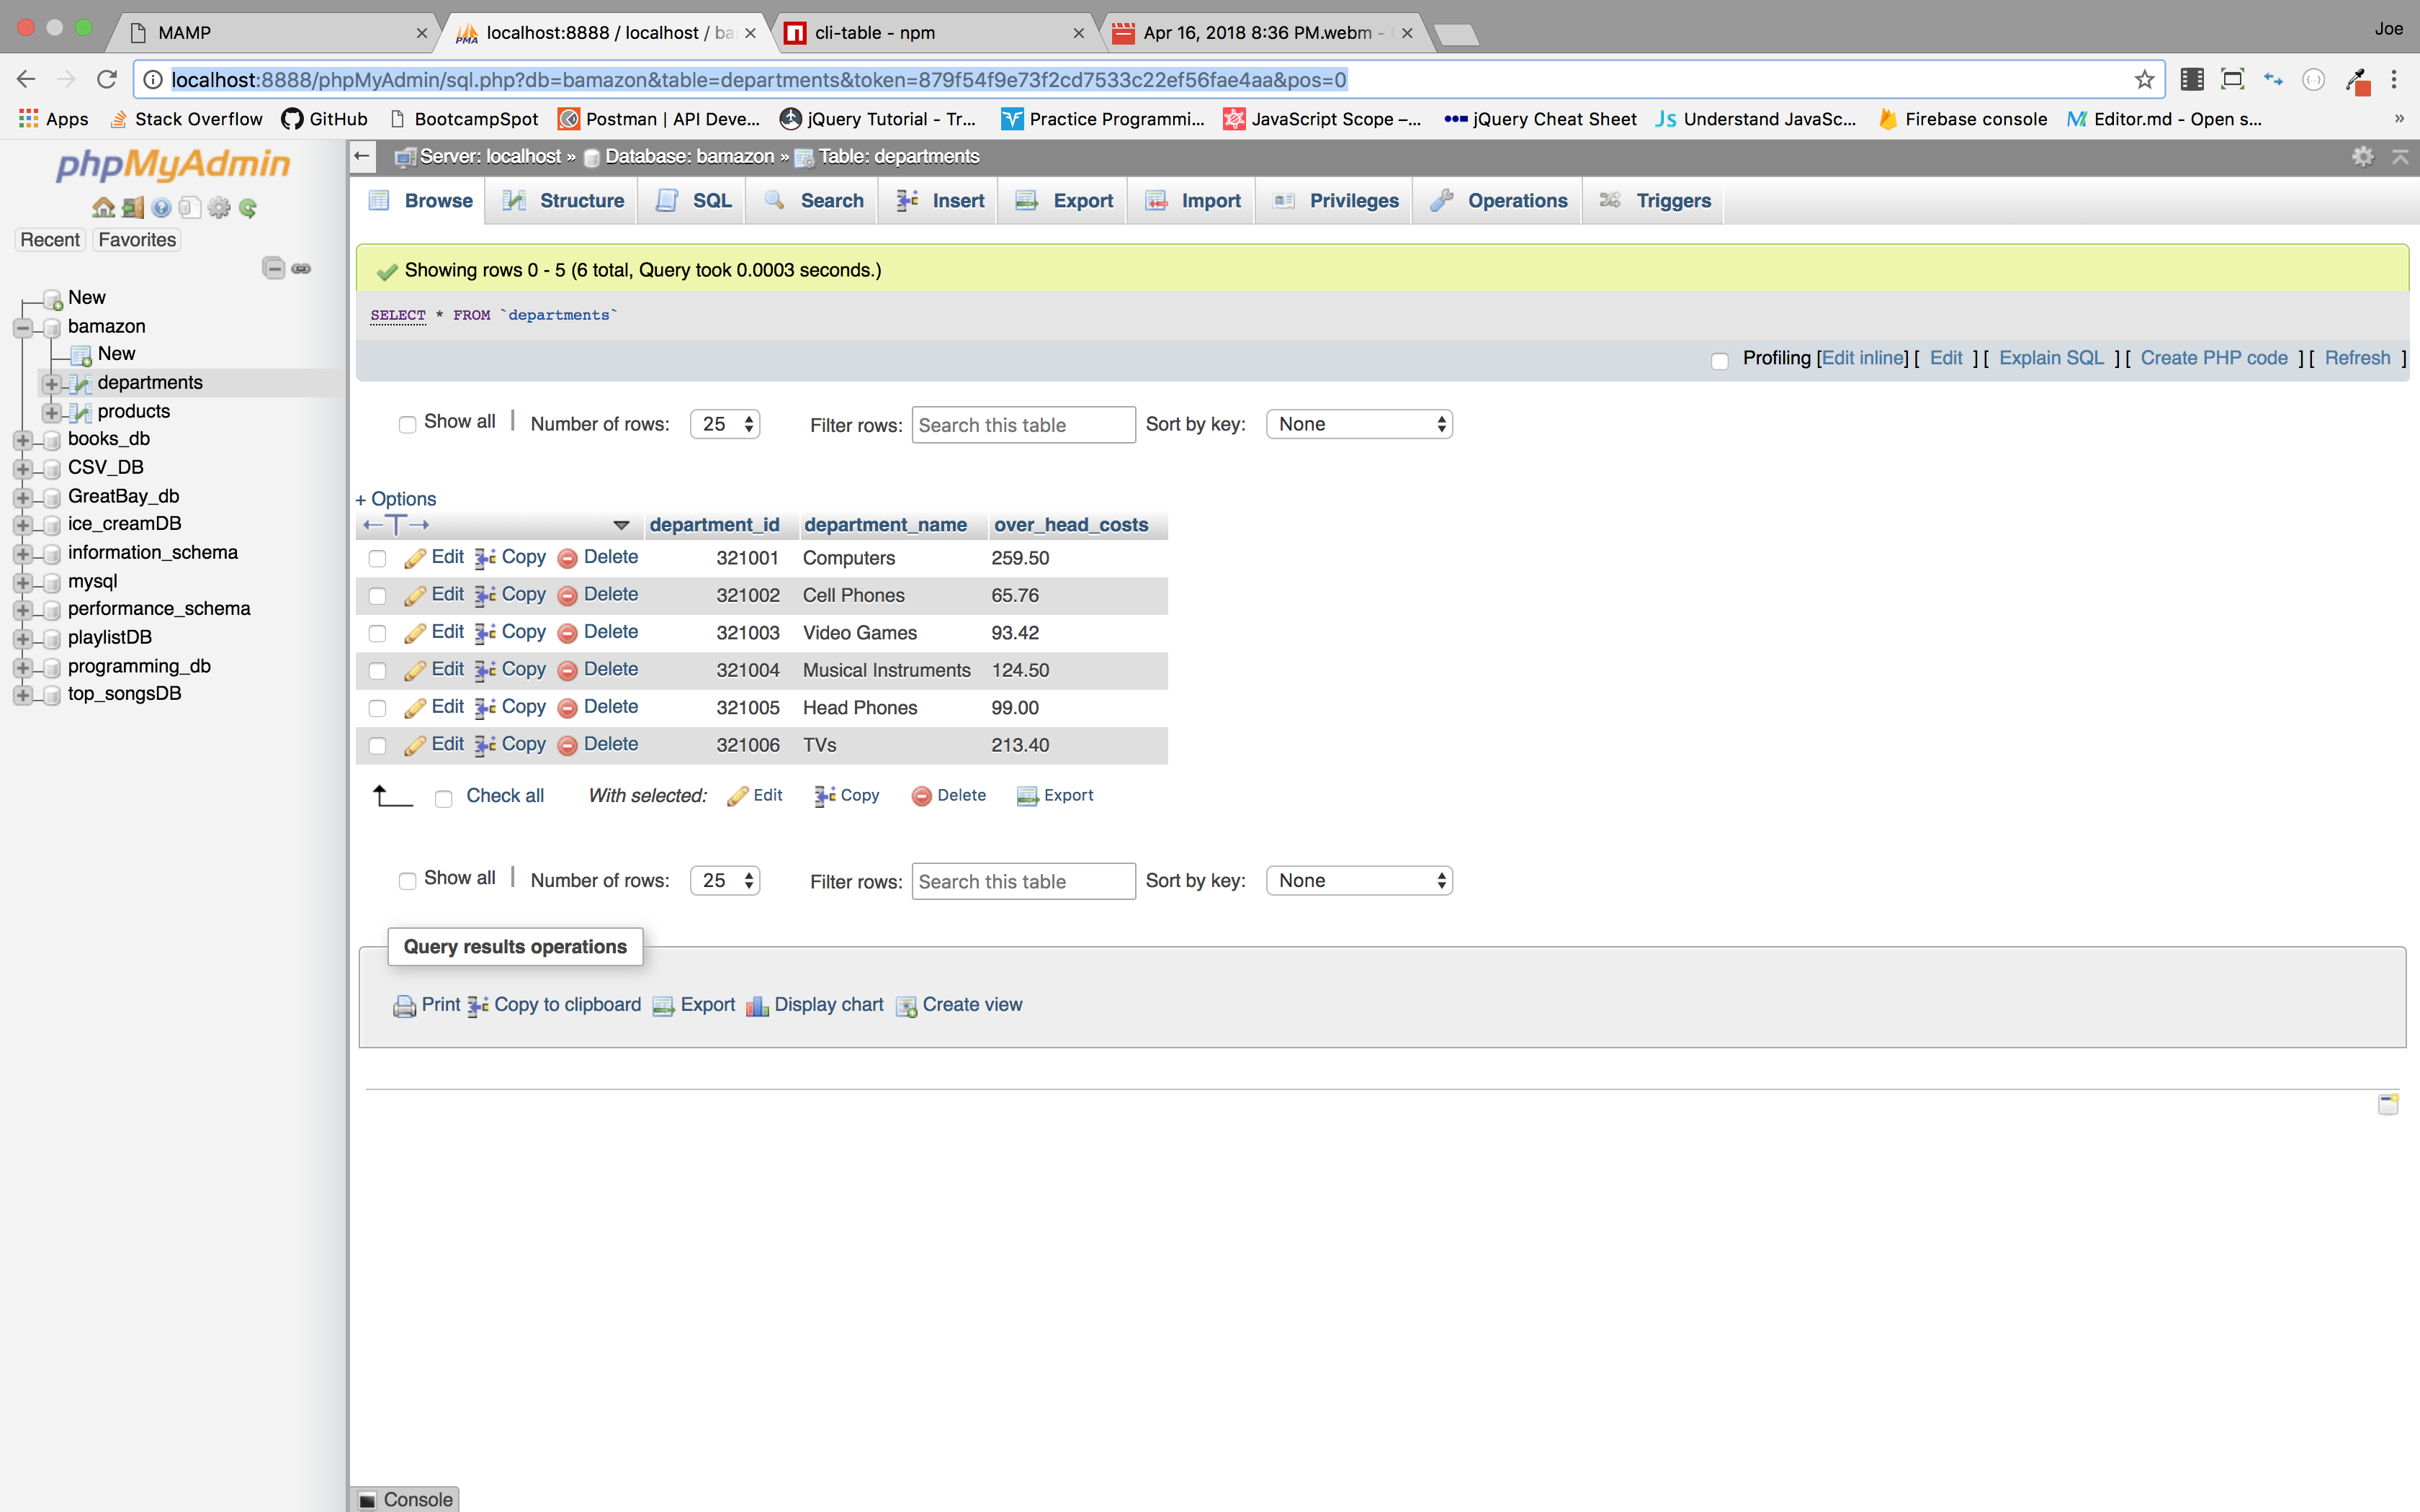 MAMP
localhost:8888 / localhost / ba
cli-table - npm
Apr 16, 2018 8:36 PM.webm -
Joe
localhost:8888/phpMyAdmin/sql.php?db=bamazon&table=departments&token=879f54f9e73f2cd7533c22ef56fae4aa&pos=0
Apps Stack Overflow GitHub BootcampSpot Postman | API Deve... jQuery Tutorial - Tr... Practice Programmi... JavaScript Scope –... jQuery Cheat Sheet Understand JavaSc... Firebase console Editor.md - Open s... »
phpMyAdmin
Recent Favorites
New
bamazon
New
departments
products
books_db
CSV_DB
GreatBay_db
ice_creamDB
information_schema
mysql
performance_schema
playlistDB
programming_db
top_songsDB
Server: localhost » Database: bamazon » Table: departments
Browse Structure SQL Search Insert Export Import Privileges Operations Triggers
Showing rows 0 - 5 (6 total, Query took 0.0003 seconds.)
SELECT * FROM `departments`
Profiling [Edit inline] [ Edit ] [ Explain SQL ] [ Create PHP code ] [ Refresh ]
Show all | Number of rows: 25 Filter rows: Search this table Sort by key: None
+ Options
department_id department_name over_head_costs
Edit Copy Delete 321001 Computers 259.50
Edit Copy Delete 321002 Cell Phones 65.76
Edit Copy Delete 321003 Video Games 93.42
Edit Copy Delete 321004 Musical Instruments 124.50
Edit Copy Delete 321005 Head Phones 99.00
Edit Copy Delete 321006 TVs 213.40
Check all With selected: Edit Copy Delete Export
Show all | Number of rows: 25 Filter rows: Search this table Sort by key: None
Query results operations
Print Copy to clipboard Export Display chart Create view
Console